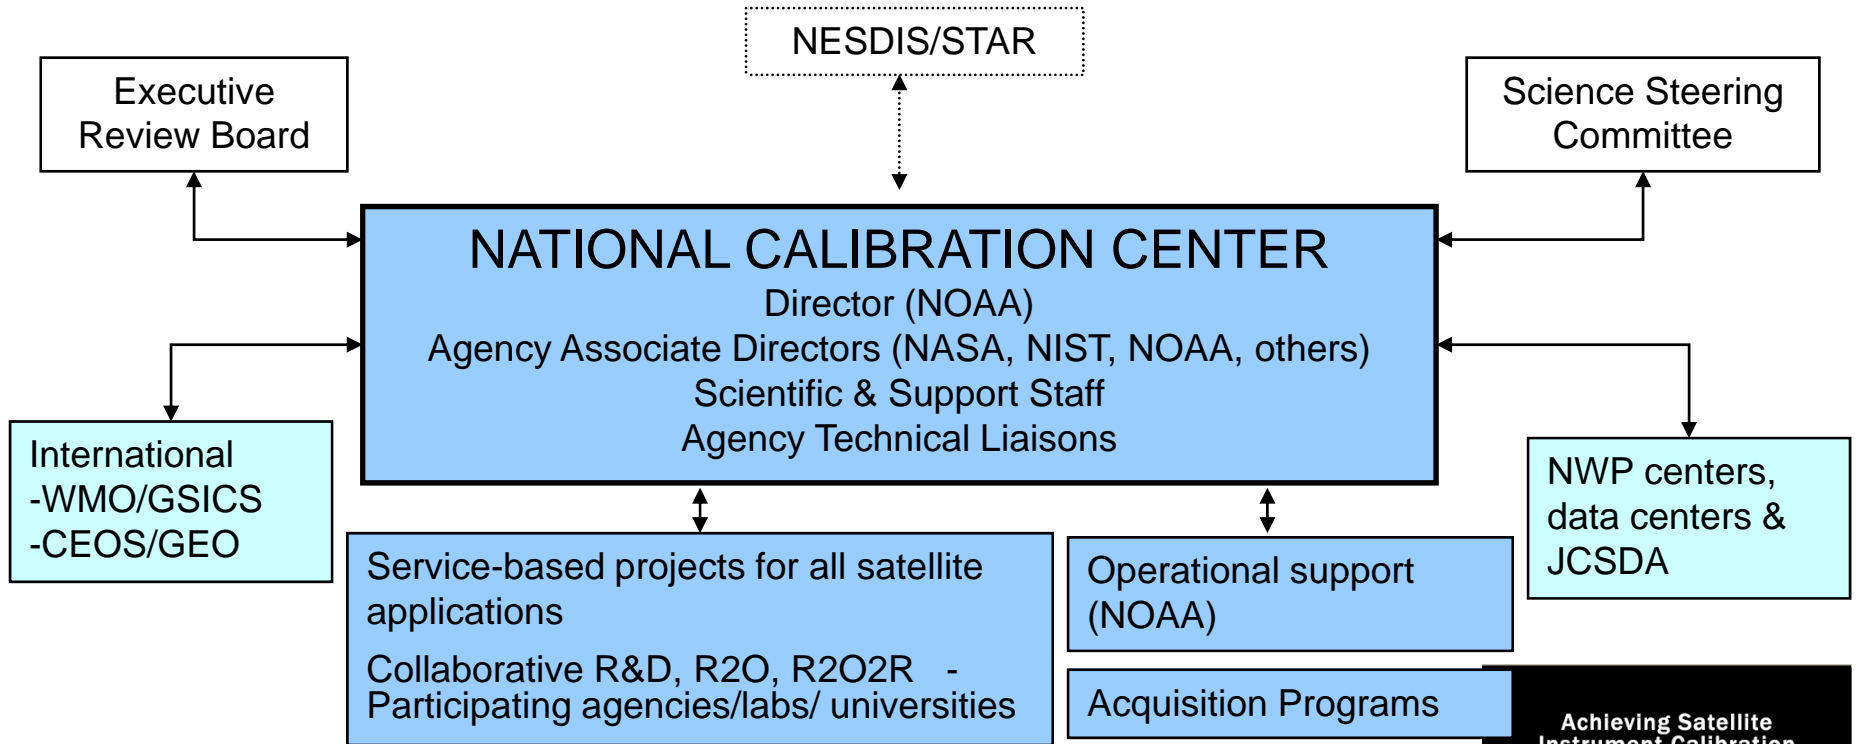 NESDIS/STAR
Executive
Review Board
Science Steering
Committee
NATIONAL CALIBRATION CENTER
Director (NOAA)
Agency Associate Directors (NASA, NIST, NOAA, others)
Scientific & Support Staff
Agency Technical Liaisons
International
-WMO/GSICS
-CEOS/GEO
NWP centers,
data centers &
JCSDA
Service-based projects for all satellite
applications
Collaborative R&D, R2O, R2O2R -
Participating agencies/labs/ universities
Operational support
(NOAA)
Acquisition Programs
Achieving Satellite
Instrument Calibration